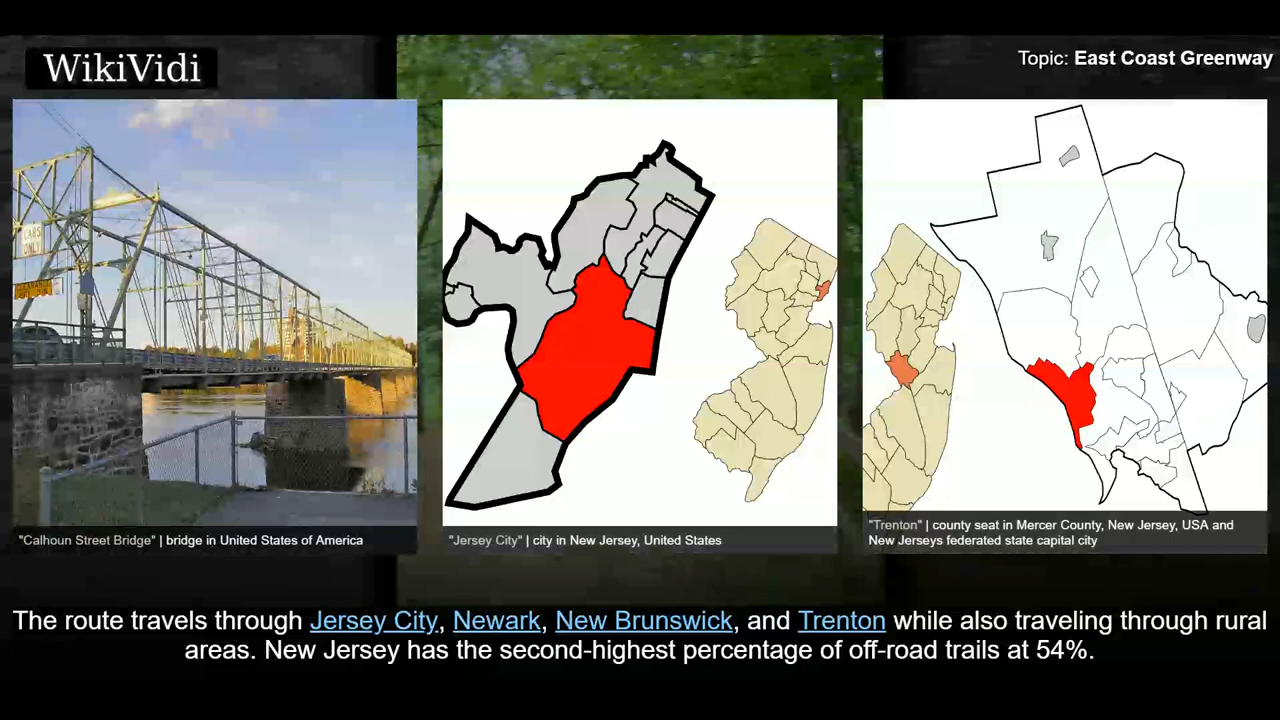 WikiVidi
Topic: East Coast Greenway
CARS
ONLY
"Calhoun Street Bridge" | bridge in United States of America
"Jersey City" | city in New Jersey, United States
"Trenton" | county seat in Mercer County, New Jersey, USA and
New Jerseys federated state capital city
The route travels through Jersey City, Newark, New Brunswick, and Trenton while also traveling through rural
areas. New Jersey has the second-highest percentage of off-road trails at 54%.